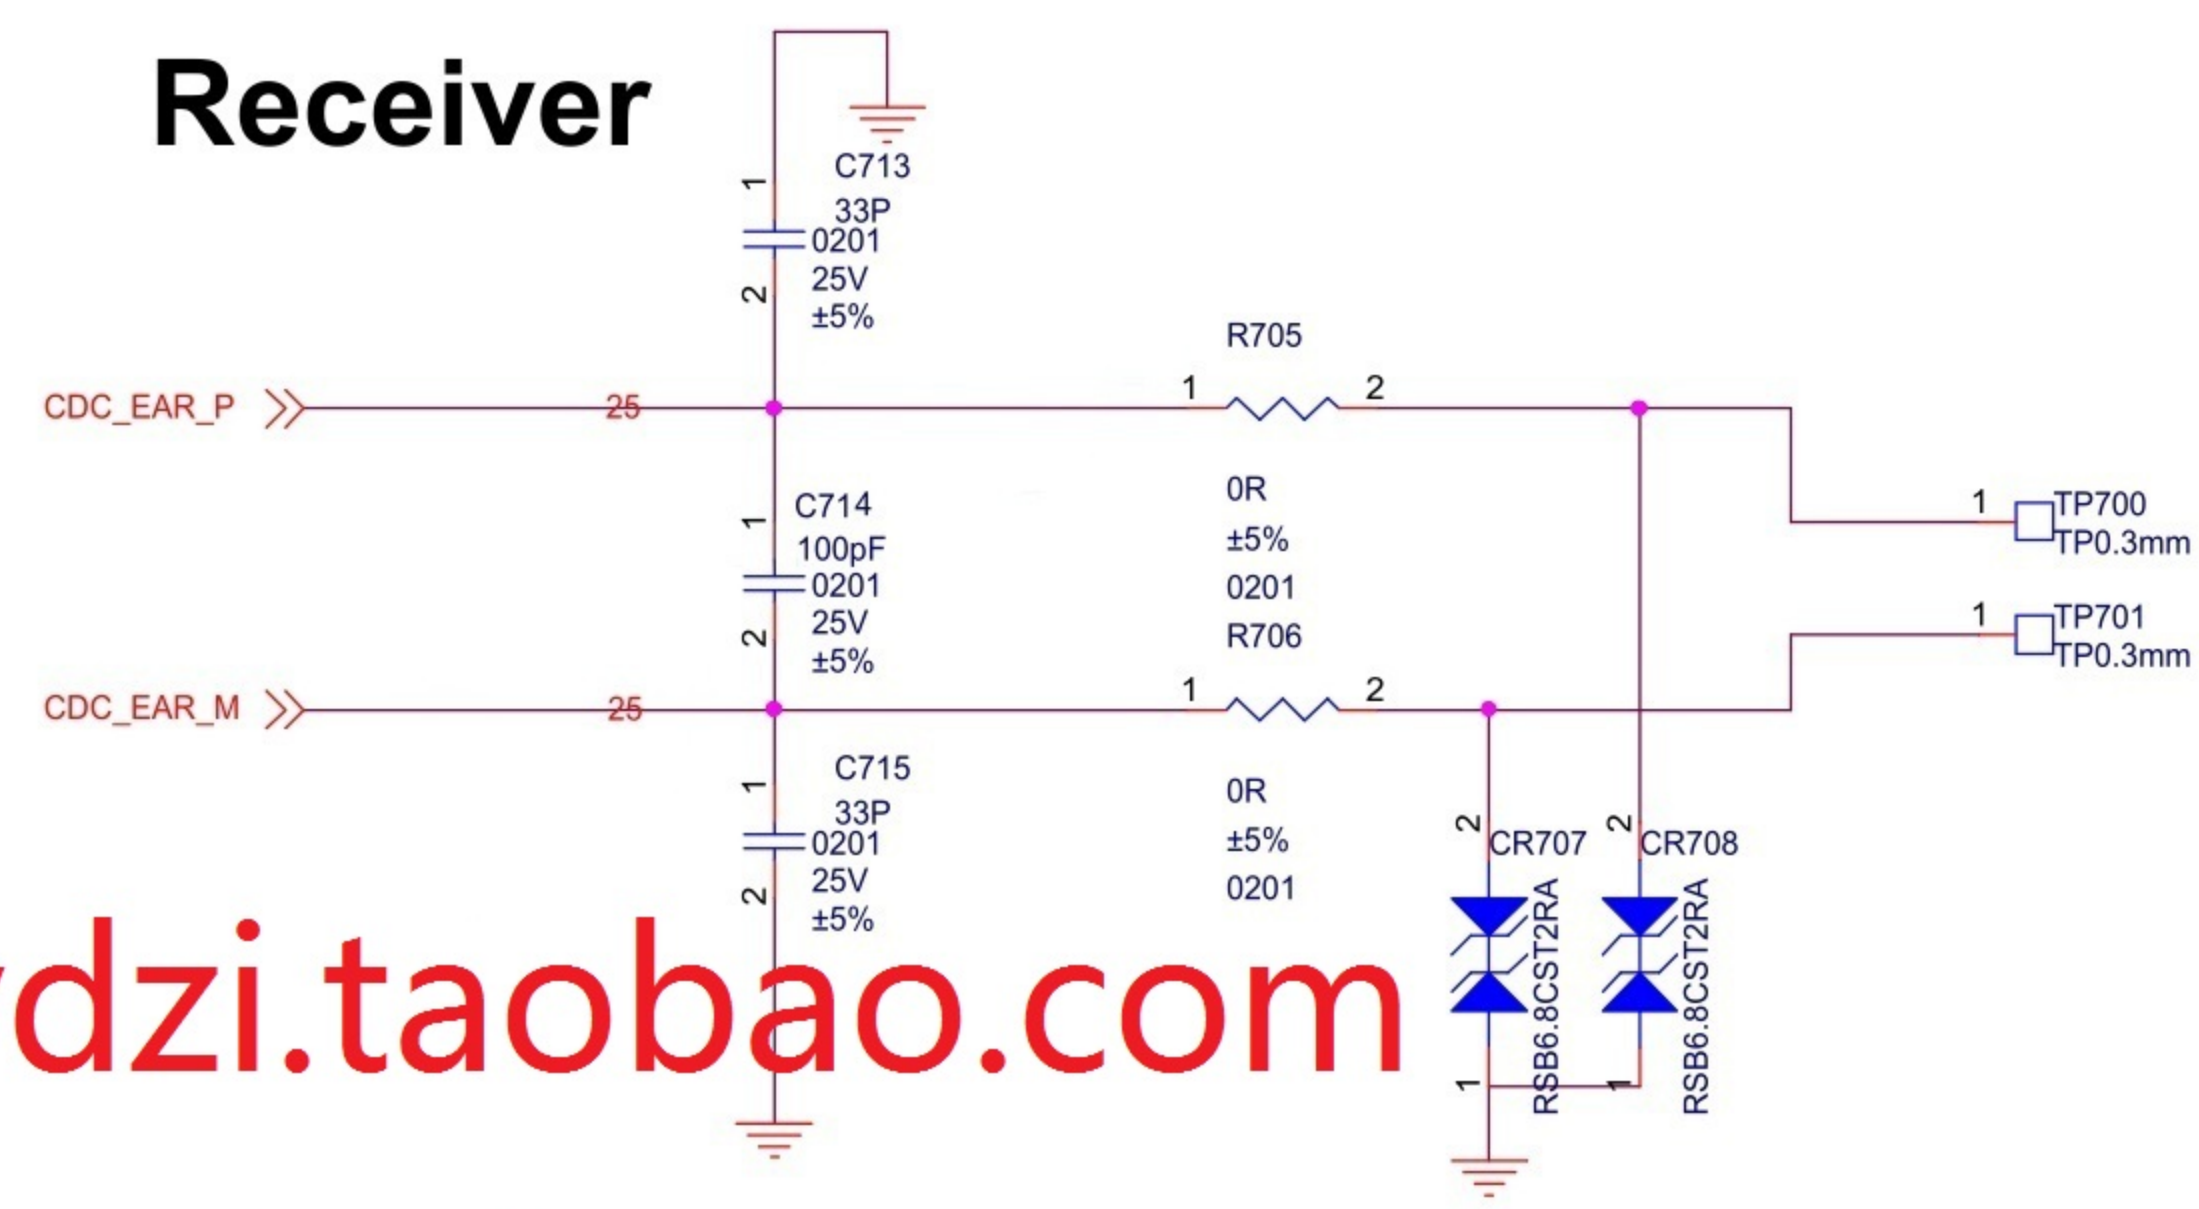 Receiver
1
C713
33P
0201
25V
±5%
2
CDC_EAR_P
25
R705
1
2
0R
±5%
0201
1
C714
100pF
0201
25V
±5%
2
CDC_EAR_M
25
R706
1
2
0R
±5%
0201
1
C715
33P
0201
25V
±5%
2
1
TP700
TP0.3mm
1
TP701
TP0.3mm
2
CR707
RSB6.8CST2RA
1
2
CR708
RSB6.8CST2RA
1
dzi.taobao.com